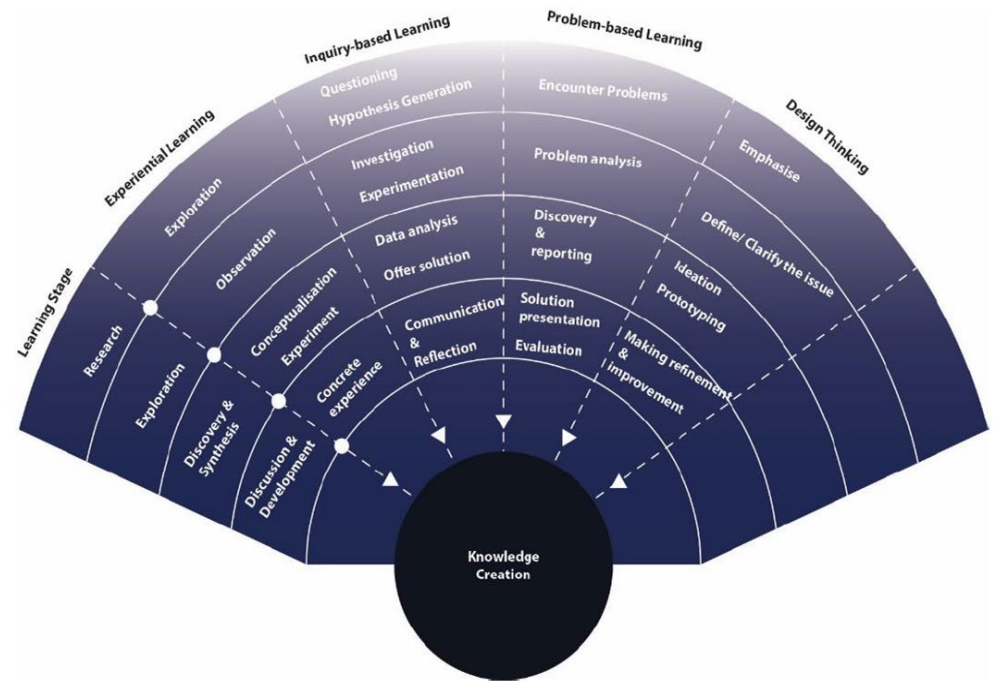 Learning Stage
Research
Exploration
Discovery &
Synthesis
Discussion &
Development
Experiential Learning
Exploration
Observation
Conceptualisation
Experiment
Concrete
experience
Inquiry-based Learning
Questioning
Hypothesis Generation
Investigation
Experimentation
Data analysis
Offer solution
Communication
&
Reflection
Problem-based Learning
Encounter Problems
Problem analysis
Discovery
&
reporting
Solution
presentation
Evaluation
Design Thinking
Emphasise
Define/ Clarify the issue
Ideation
Prototyping
Making refinement
&
improvement
Knowledge
Creation